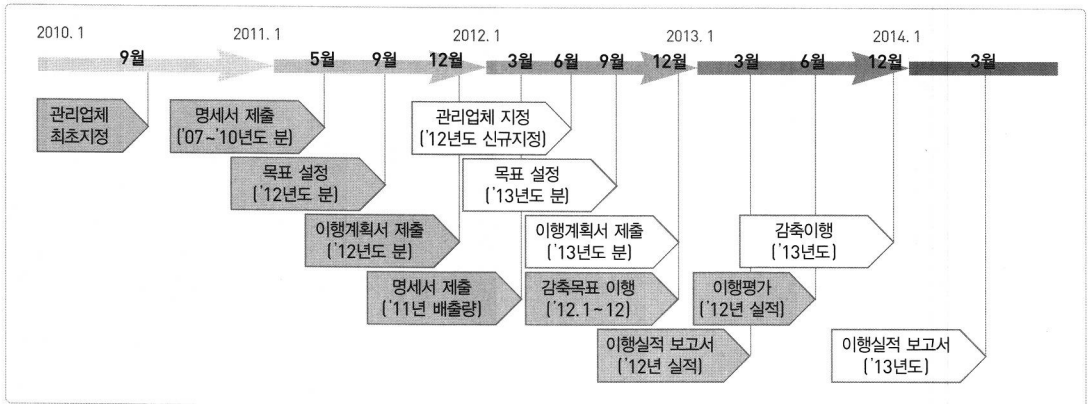 2010. 1
2011. 1
2012. 1
2013. 1
2014. 1
9월
5월
9월
12월
3월
6월
9월
12월
3월
6월
12월
3월
관리업체
최초지정
명세서 제출
('07~'10년도 분)
관리업체 지정
('12년도 신규지정)
목표 설정
('12년도 분)
목표 설정
('13년도 분)
이행계획서 제출
('12년도 분)
이행계획서 제출
('13년도 분)
감축이행
('13년도)
명세서 제출
('11년 배출량)
감축목표 이행
('12. 1~12)
이행평가
('12년 실적)
이행실적 보고서
('12년 실적)
이행실적 보고서
('13년도)